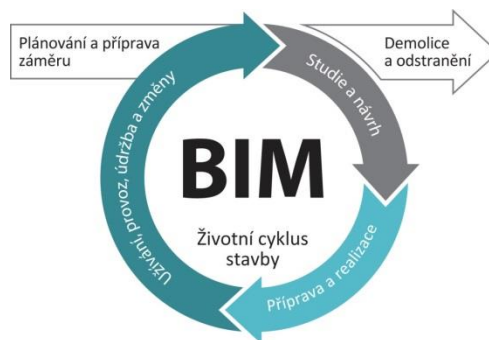 Plánování a příprava
záměru
Demolice
a odstranění
Studie a návrh
BIM
Životní cyklus
stavby
Příprava a realizace
Užívání, provoz, údržba a změny